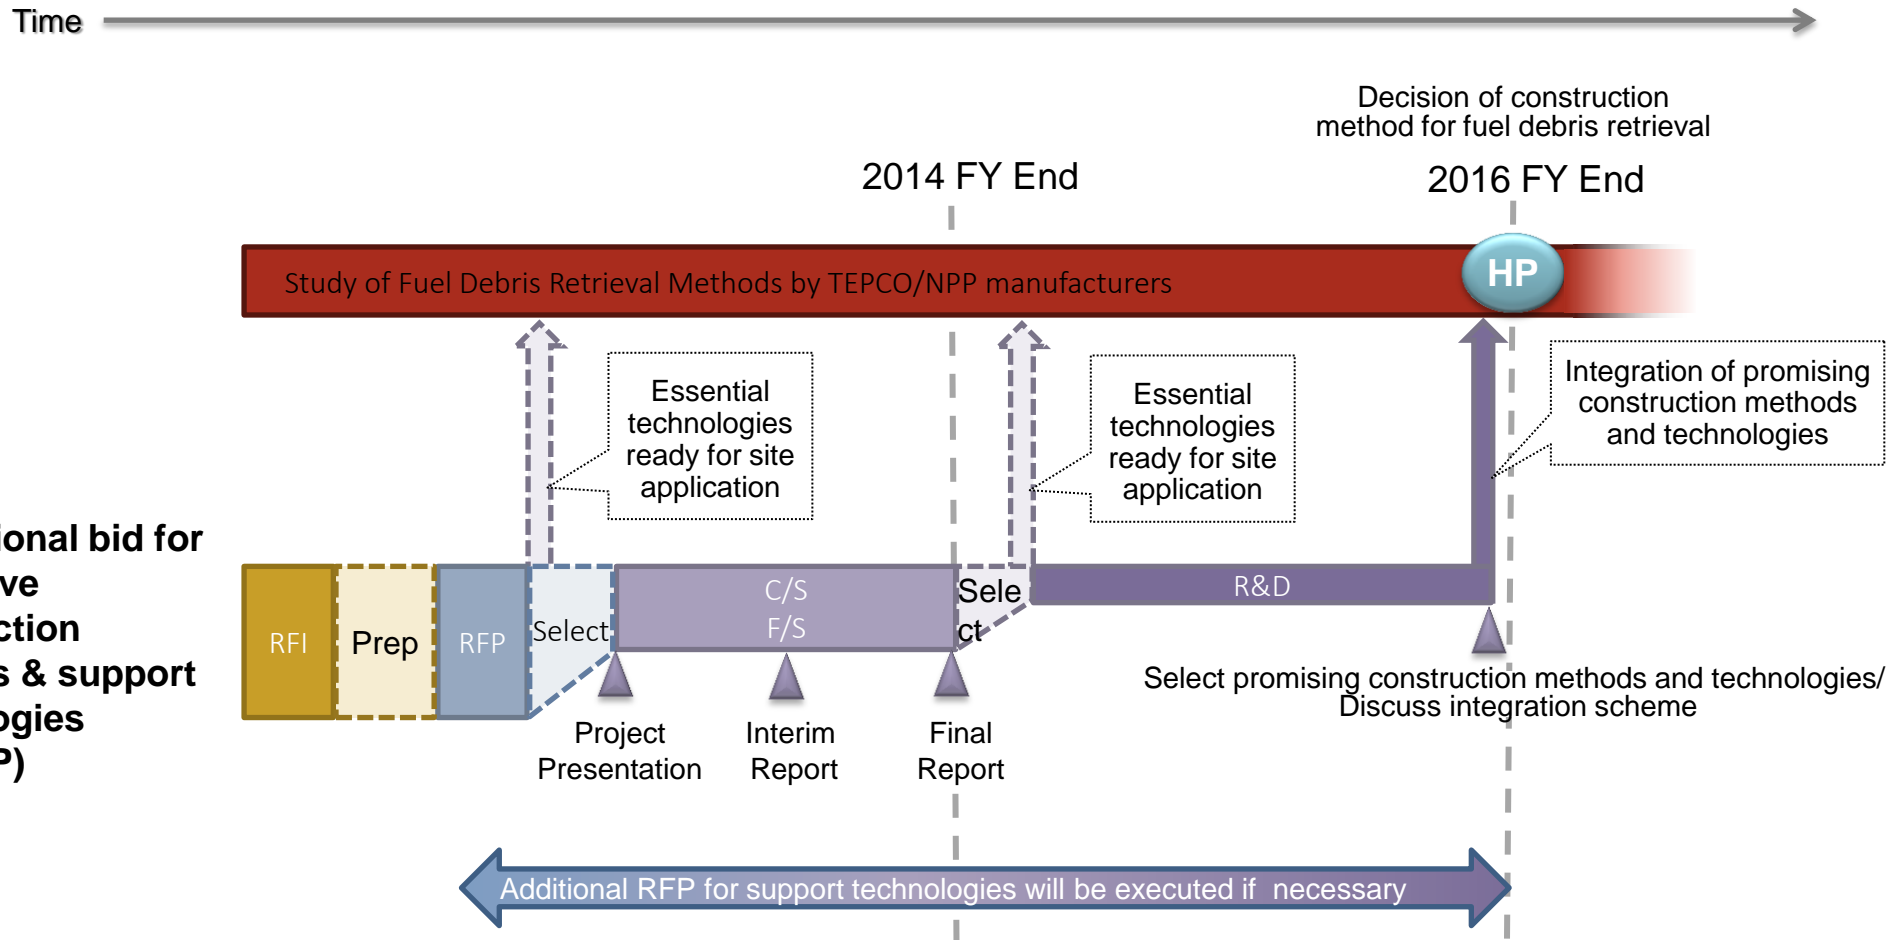 Time
Decision of construction
method for fuel debris retrieval
2014 FY End
2016 FY End
Study of Fuel Debris Retrieval Methods by TEPCO/NPP manufacturers
HP
Essential
technologies
ready for site
application
Essential
technologies
ready for site
application
Integration of promising
construction methods
and technologies
ional bid for
ve
ction
s & support
ogies
P)
RFI
Prep
RFP
Select
C/S
F/S
Sele
ct
R&D
Project
Presentation
Interim
Report
Final
Report
Select promising construction methods and technologies/
Discuss integration scheme
Additional RFP for support technologies will be executed if necessary